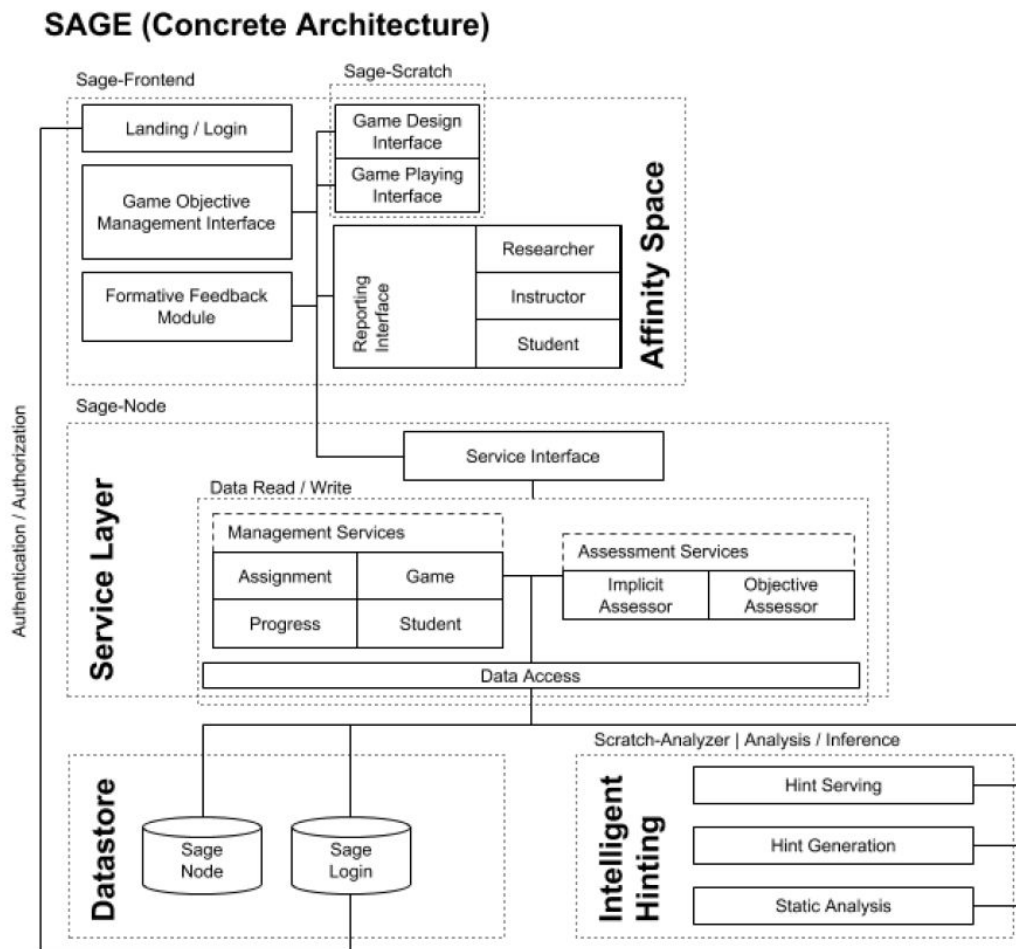 SAGE (Concrete Architecture)
Sage-Frontend
Sage-Scratch
Landing / Login
Game Design
Interface
Game Playing
Interface
Game Objective
Management Interface
Formative Feedback
Module
Reporting
Interface
Researcher
Instructor
Student
Affinity Space
Authentication / Authorization
Sage-Node
Service Layer
Service Interface
Data Read / Write
Management Services
Assignment
Game
Progress
Student
Assessment Services
Implicit
Assessor
Objective
Assessor
Data Access
Datastore
Sage
Node
Sage
Login
Scratch-Analyzer | Analysis / Inference
Intelligent
Hinting
Hint Serving
Hint Generation
Static Analysis